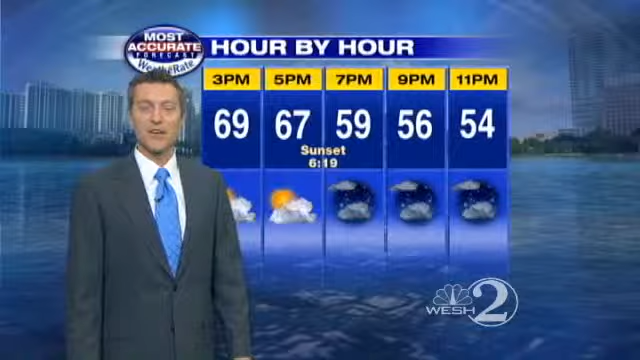 MOST
ACCURATE
FORECAST
WeatheRate
HOUR BY HOUR
3PM 5PM 7PM 9PM 11PM
69 67 59 56 54
Sunset
6:19
WESH 2